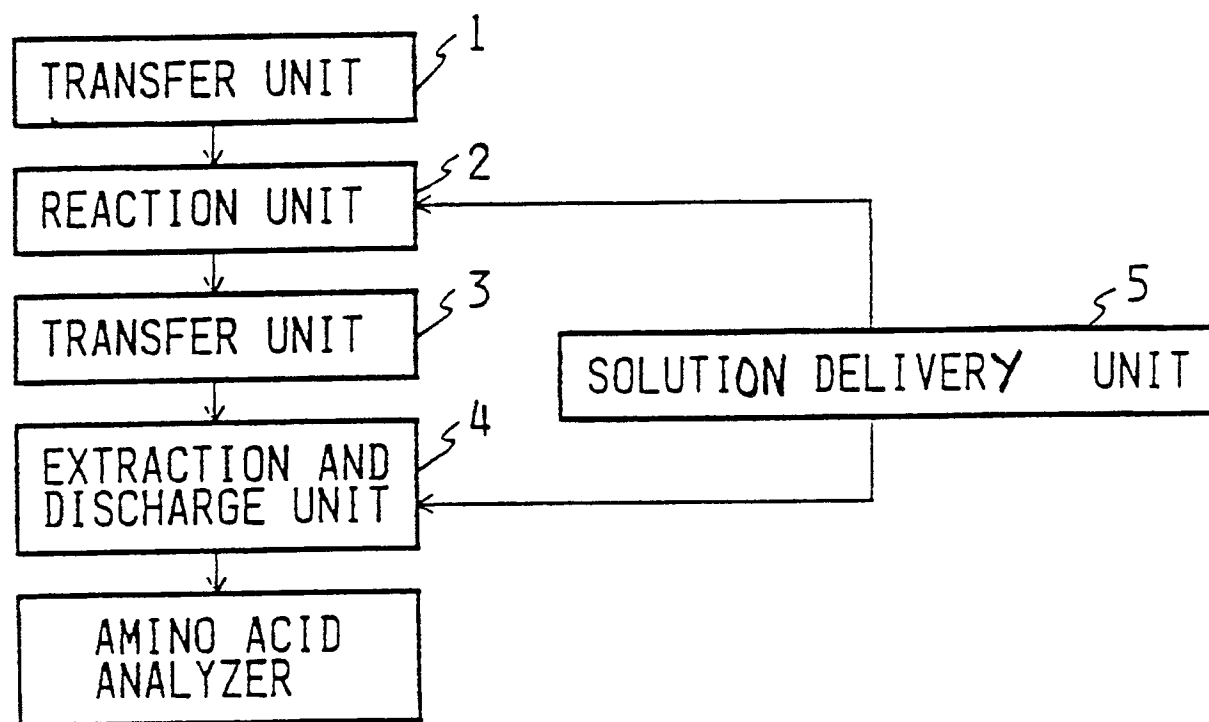 1
TRANSFER UNIT
2
REACTION UNIT
3
TRANSFER UNIT
5
SOLUTION DELIVERY UNIT
4
EXTRACTION AND
DISCHARGE UNIT
AMINO ACID
ANALYZER